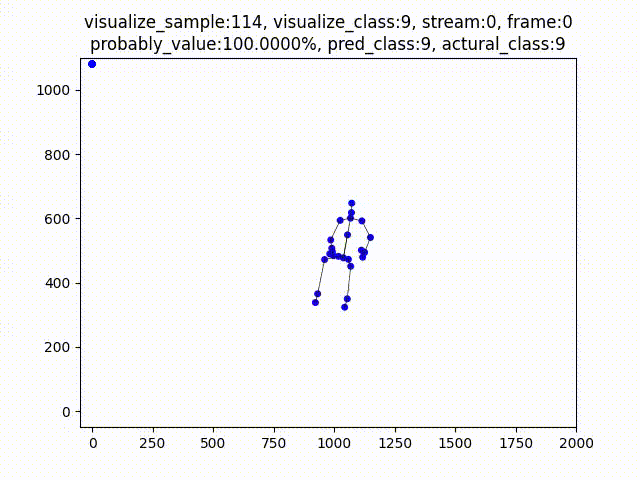 visualize_sample:114, visualize_class:9, stream:0, frame:0
probably_value:100.0000%, pred_class:9, actural_class:9
1000
800
600
400
200
0
0 250 500 750 1000 1250 1500 1750 2000